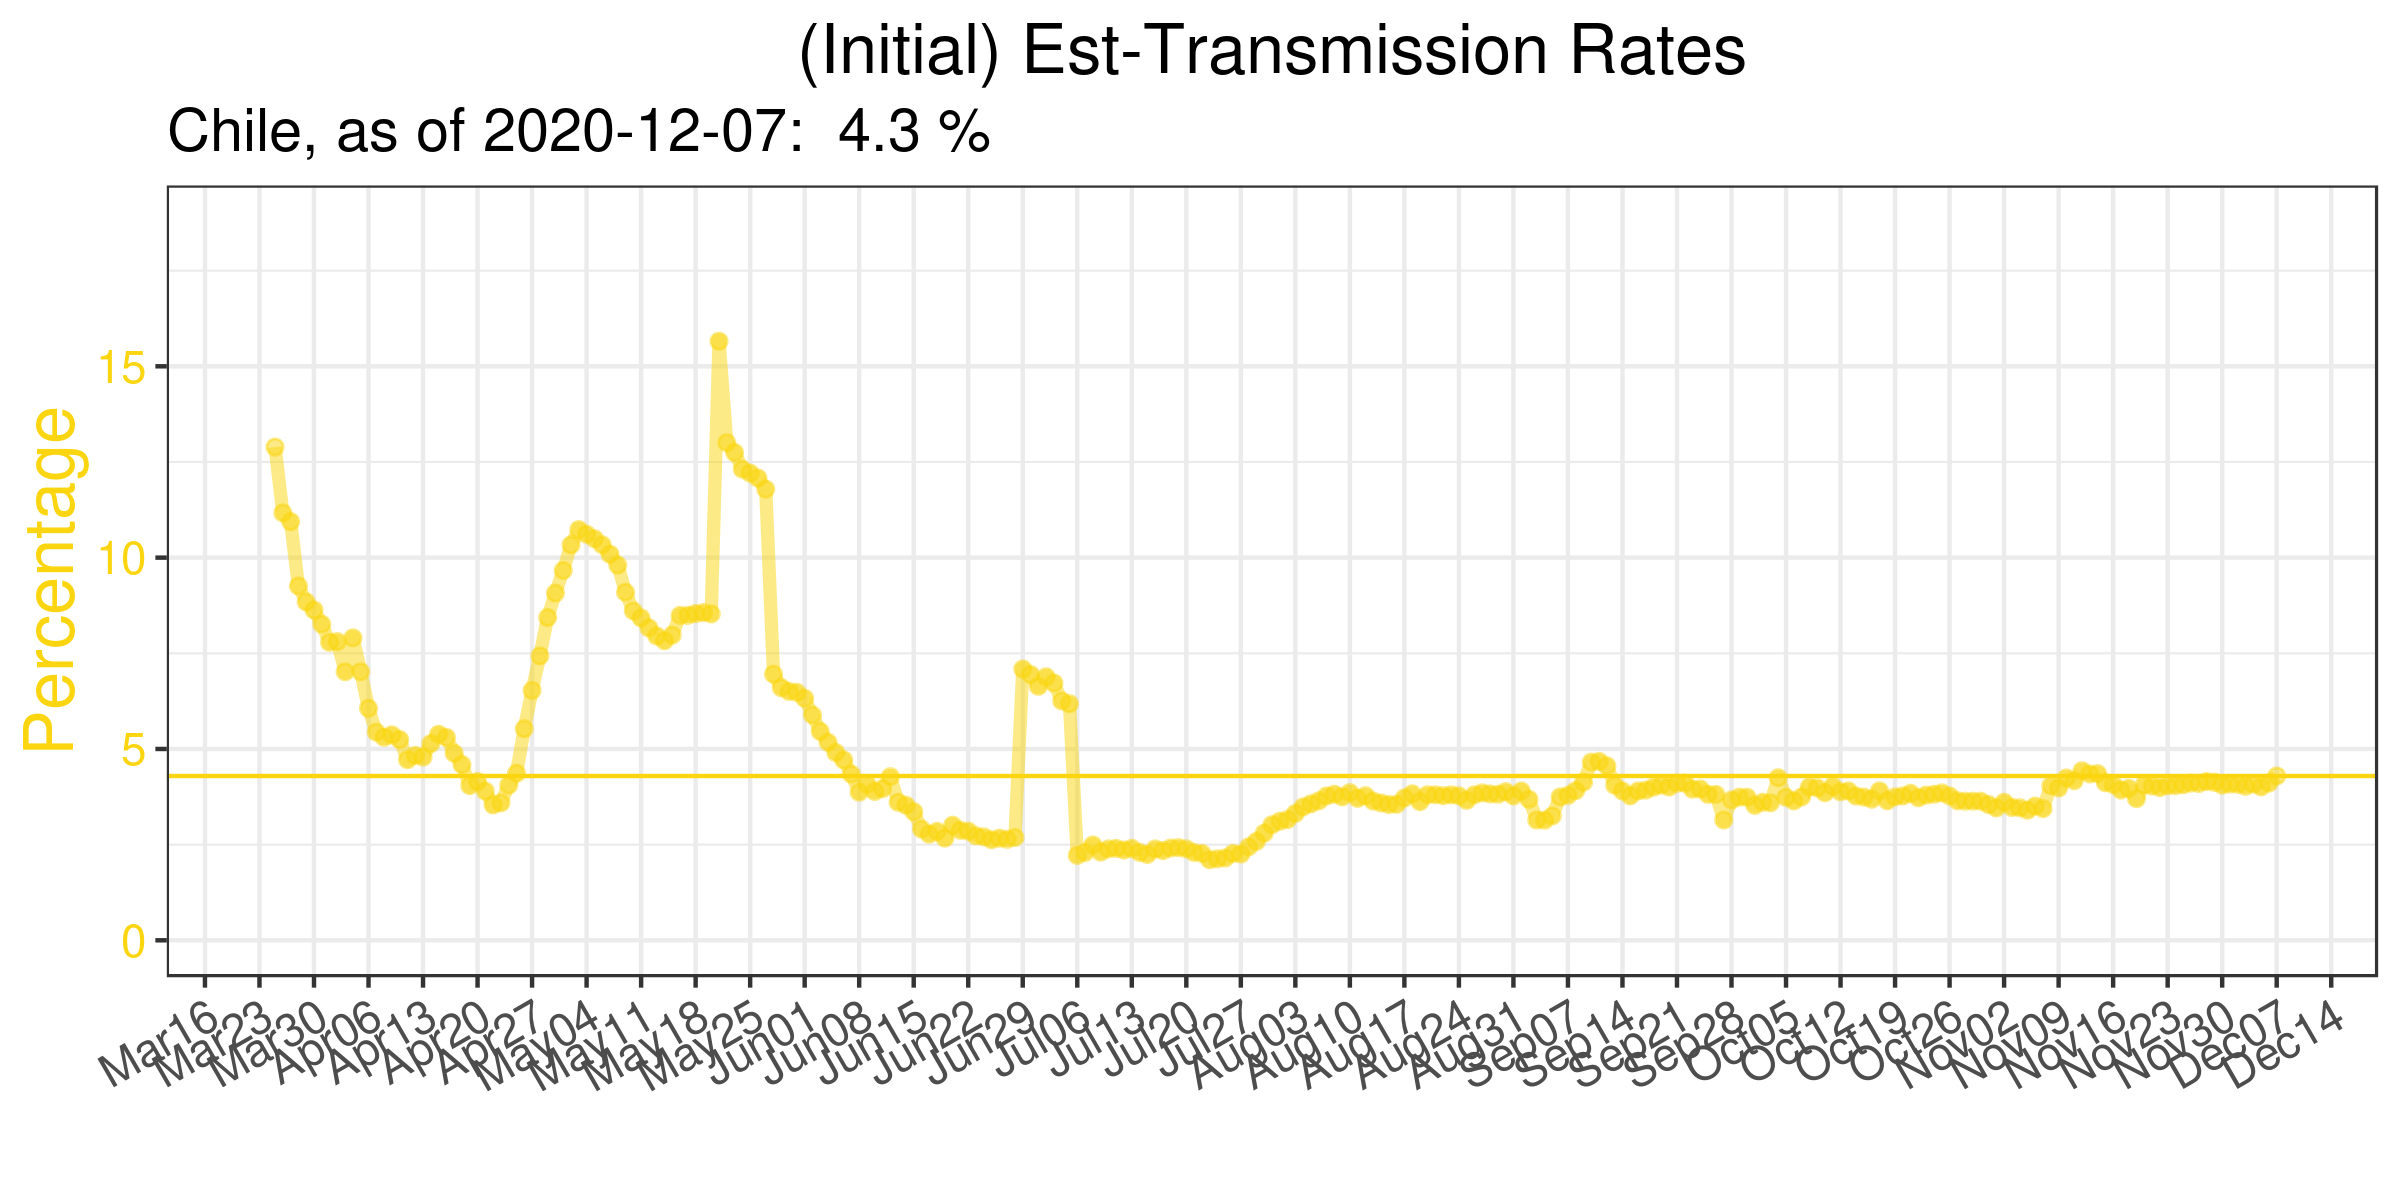 (Initial) Est-Transmission Rates
Chile, as of 2020-12-07:  4.3 %
Percentage
15
10
5
0
Mar16
Mar23
Mar30
Apr06
Apr13
Apr20
Apr27
May04
May11
May18
May25
Jun01
Jun08
Jun15
Jun22
Jun29
Jul06
Jul13
Jul20
Jul27
Aug03
Aug10
Aug17
Aug24
Aug31
Sep07
Sep14
Sep21
Sep28
Oct05
Oct12
Oct19
Oct26
Nov02
Nov09
Nov16
Nov23
Nov30
Dec07
Dec14